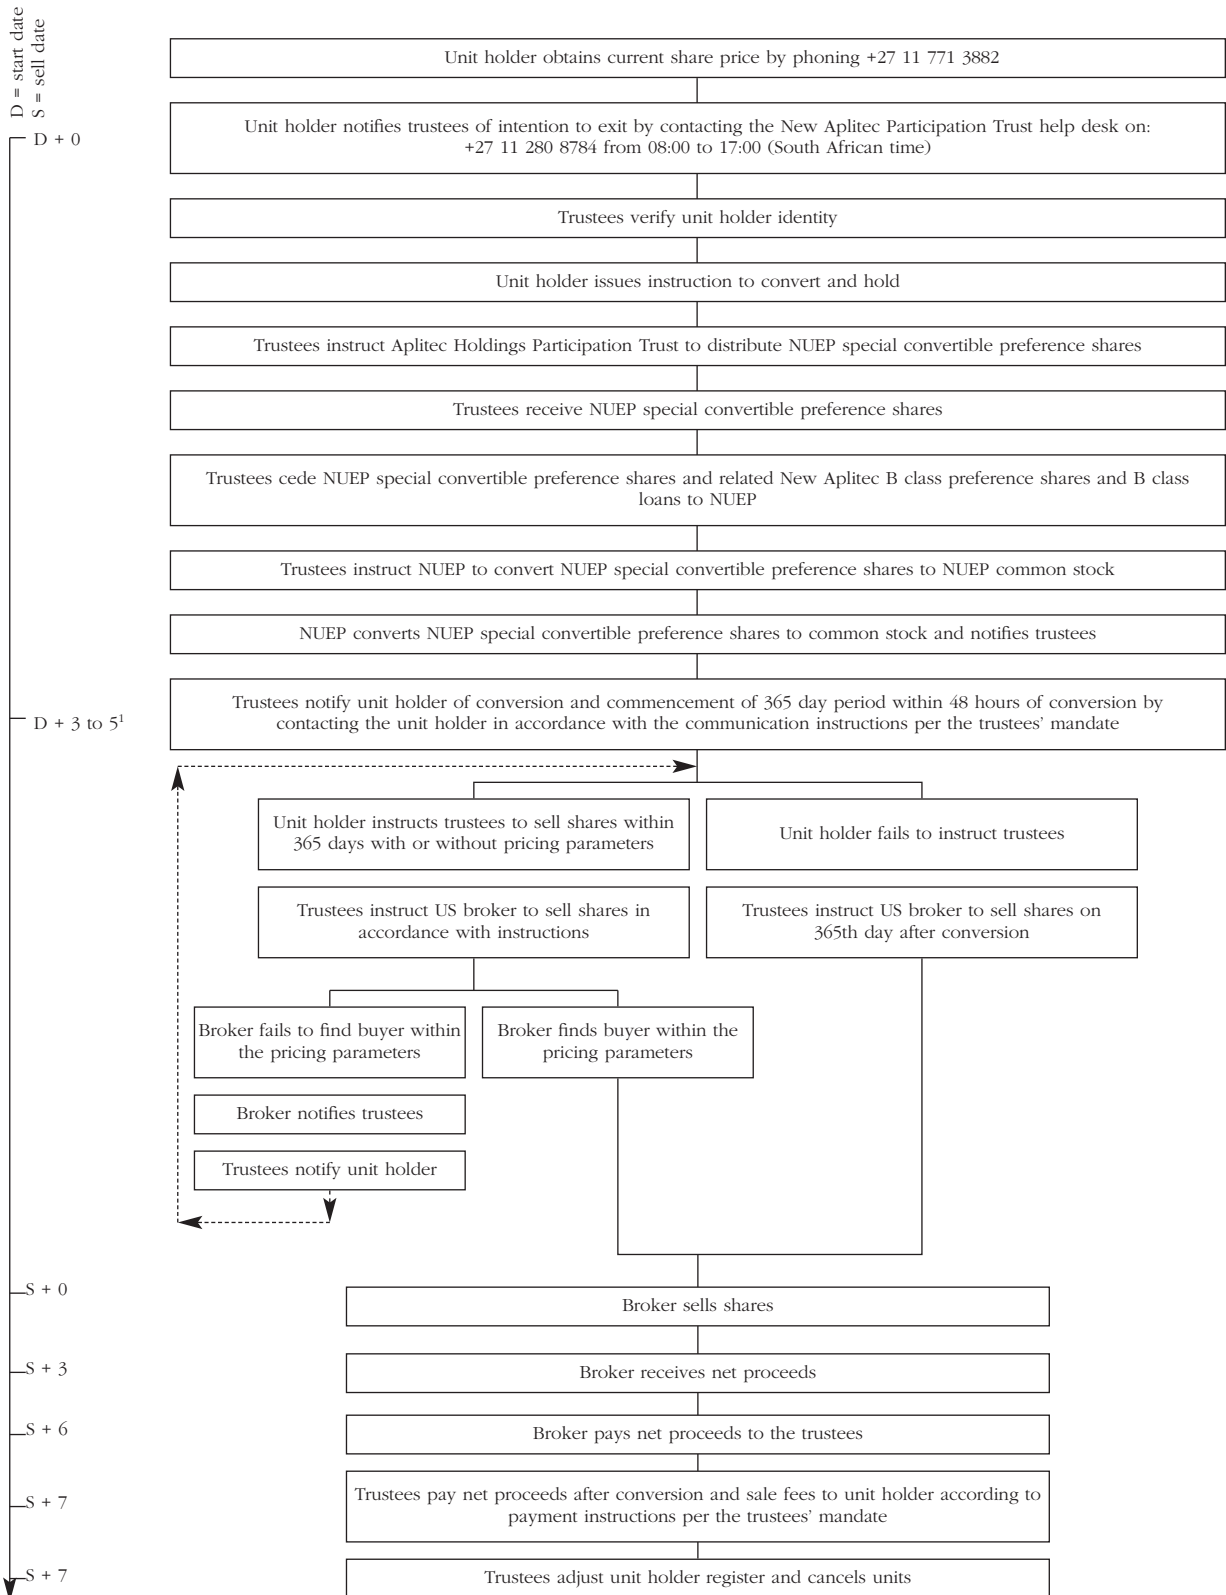 D = start date
S = sell date
Unit holder obtains current share price by phoning +27 11 771 3882
D + 0
Unit holder notifies trustees of intention to exit by contacting the New Aplitec Participation Trust help desk on:
+27 11 280 8784 from 08:00 to 17:00 (South African time)
Trustees verify unit holder identity
Unit holder issues instruction to convert and hold
Trustees instruct Aplitec Holdings Participation Trust to distribute NUEP special convertible preference shares
Trustees receive NUEP special convertible preference shares
Trustees cede NUEP special convertible preference shares and related New Aplitec B class preference shares and B class
loans to NUEP
Trustees instruct NUEP to convert NUEP special convertible preference shares to NUEP common stock
NUEP converts NUEP special convertible preference shares to common stock and notifies trustees
D + 3 to 5¹
Trustees notify unit holder of conversion and commencement of 365 day period within 48 hours of conversion by
contacting the unit holder in accordance with the communication instructions per the trustees’ mandate
Unit holder instructs trustees to sell shares within
365 days with or without pricing parameters
Unit holder fails to instruct trustees
Trustees instruct US broker to sell shares in
accordance with instructions
Trustees instruct US broker to sell shares on
365th day after conversion
Broker fails to find buyer within
the pricing parameters
Broker finds buyer within the
pricing parameters
Broker notifies trustees
Trustees notify unit holder
S + 0
Broker sells shares
S + 3
Broker receives net proceeds
S + 6
Broker pays net proceeds to the trustees
S + 7
Trustees pay net proceeds after conversion and sale fees to unit holder according to
payment instructions per the trustees’ mandate
S + 7
Trustees adjust unit holder register and cancels units